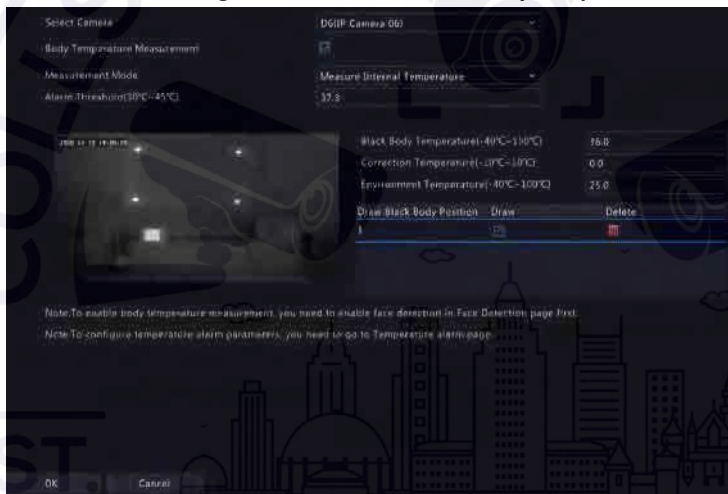 Select Camera
D6(IP Camera 06)
Body Temperature Measurement
Measurement Mode
Measure Internal Temperature
Alarm Threshold(30℃~45℃)
37.3
Black Body Temperature(-40℃~150℃)
36.0
Correction Temperature(-10℃~10℃)
0.0
Environment Temperature(-40℃~100℃)
25.0
Draw Black Body Position Draw Delete
1
Note:To enable body temperature measurement, you need to enable face detection in Face Detection page first.
Note:To configure temperature alarm parameters, you need to go to Temperature alarm page.
OK
Cancel
ST